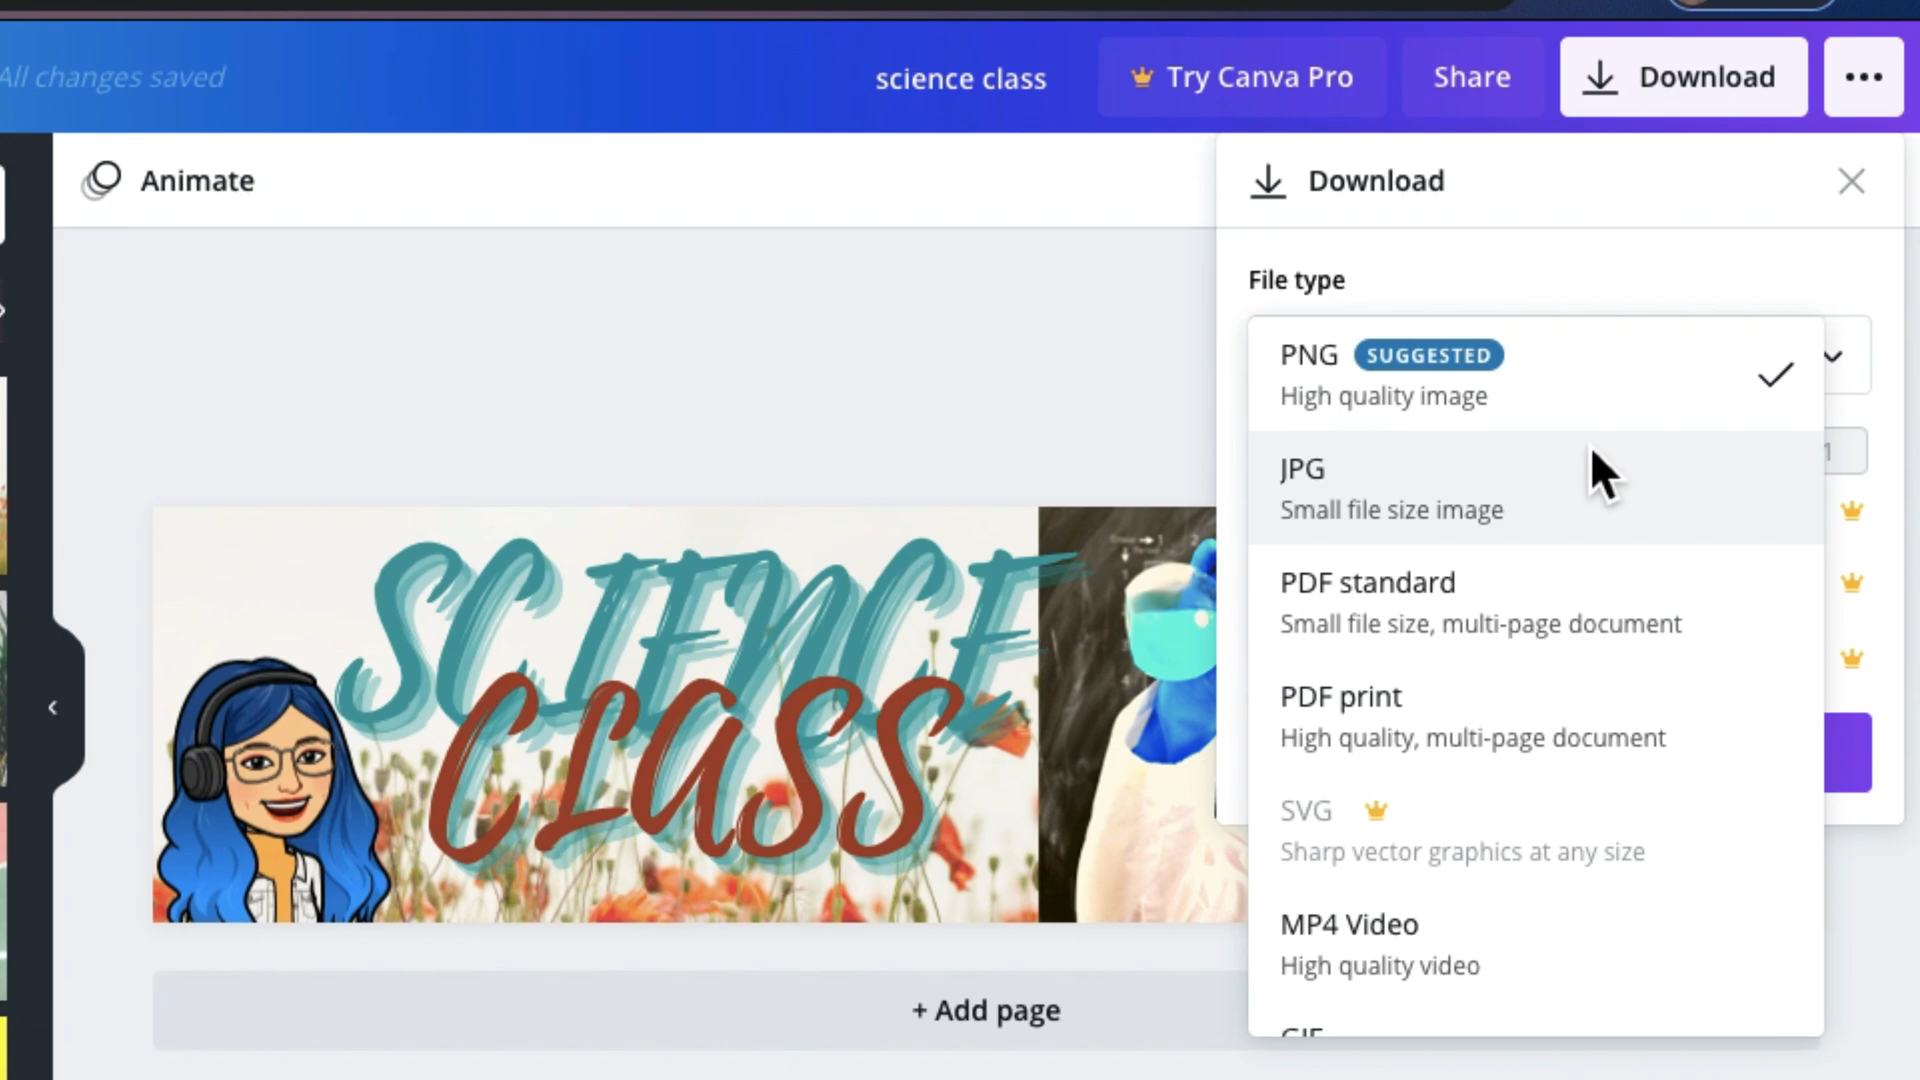 All changes saved
science class
Try Canva Pro
Share
Download
Animate
Download
File type
PNG SUGGESTED
High quality image
1
JPG
Small file size image
PDF standard
Small file size, multi-page document
PDF print
High quality, multi-page document
SVG
Sharp vector graphics at any size
MP4 Video
High quality video
GIF
SCIENCE
CLASS
+ Add page